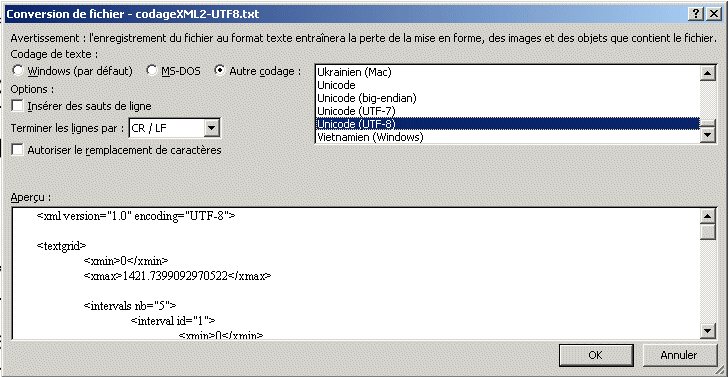 Conversion de fichier - codageXML2-UTF8.txt
Avertissement : l'enregistrement du fichier au format texte entraînera la perte de la mise en forme, des images et des objets que contient le fichier.
Codage de texte :
Windows (par défaut) MS-DOS Autre codage :
Ukrainien (Mac)
Unicode
Unicode (big-endian)
Unicode (UTF-7)
Unicode (UTF-8)
Vietnamien (Windows)
Options :
Insérer des sauts de ligne
Terminer les lignes par : CR / LF
Autoriser le remplacement de caractères
Aperçu :
<xml version="1.0" encoding="UTF-8">
<textgrid>
<xmin>0</xmin>
<xmax>1421.7399092970522</xmax>
<intervals nb="5">
<interval id="1">
<xmin>0</xmin>
OK Annuler